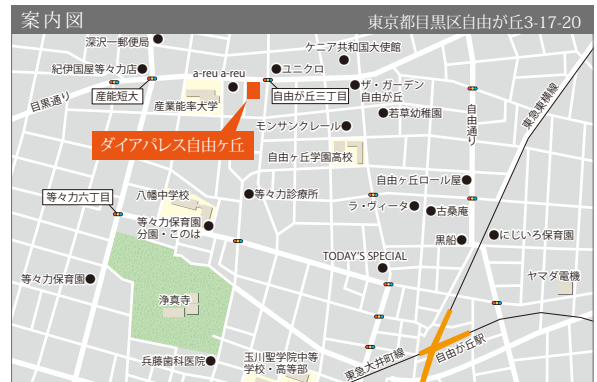 案内図
東京都目黒区自由が丘3-17-20
深沢一郵便局
ケニア共和国大使館
紀伊国屋等々力店
a-reu a-reu
ユニクロ
ザ・ガーデン
自由が丘
目黒通り
産能短大
産業能率大学
自由が丘三丁目
若草幼稚園
自由通り
東急東横線
モンサンクレール
ダイアパレス自由ヶ丘
自由ヶ丘学園高校
自由ヶ丘ロール屋
等々力六丁目
八幡中学校
等々力診療所
ラ・ヴィータ
古桑庵
等々力保育園
分園・このは
黒船
にじいろ保育園
TODAY'S SPECIAL
等々力保育園
ヤマダ電機
浄真寺
兵藤歯科医院
玉川聖学院中等
学校・高等部
東急大井町線
自由が丘駅